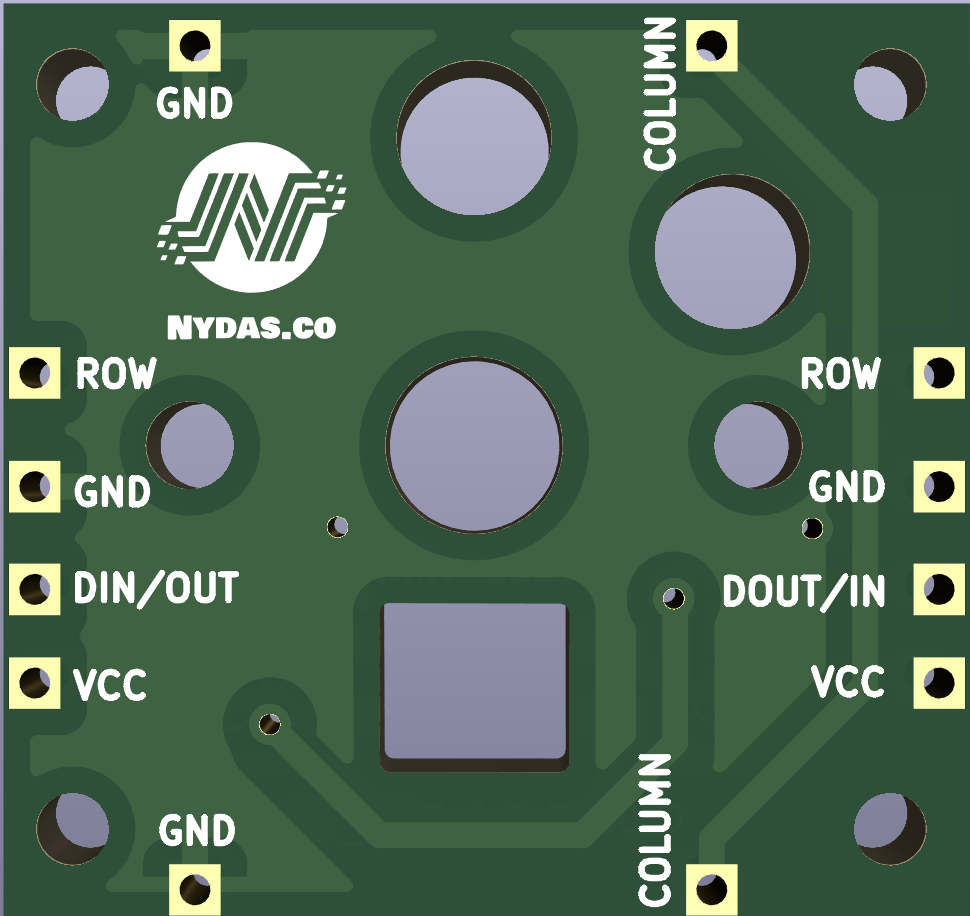 COLUMN
GND
NYDAS.CO
ROW
ROW
GND
GND
DIN/OUT
DOUT/IN
VCC
VCC
COLUMN
GND